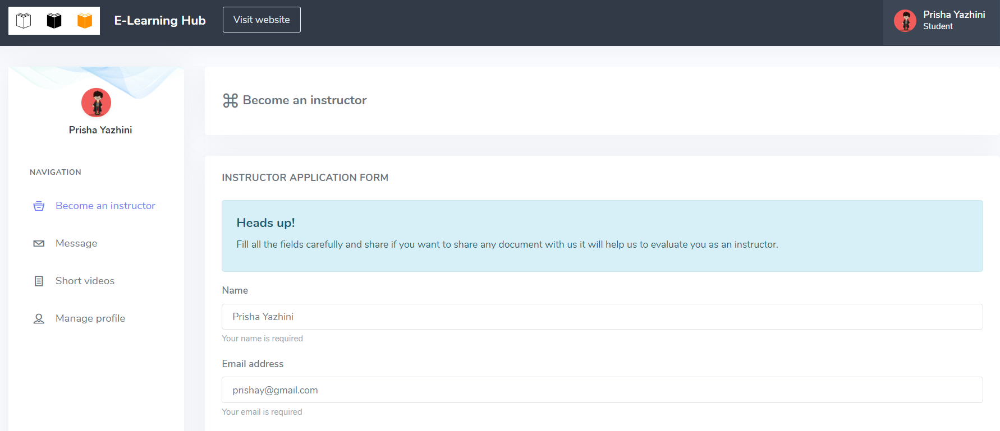 E-Learning Hub
Visit website
Prisha Yazhini
Student
Prisha Yazhini
NAVIGATION
Become an instructor
Message
Short videos
Manage profile
Become an instructor
INSTRUCTOR APPLICATION FORM
Heads up!
Fill all the fields carefully and share if you want to share any document with us it will help us to evaluate you as an instructor.
Name
Prisha Yazhini
Your name is required
Email address
prishay@gmail.com
Your email is required